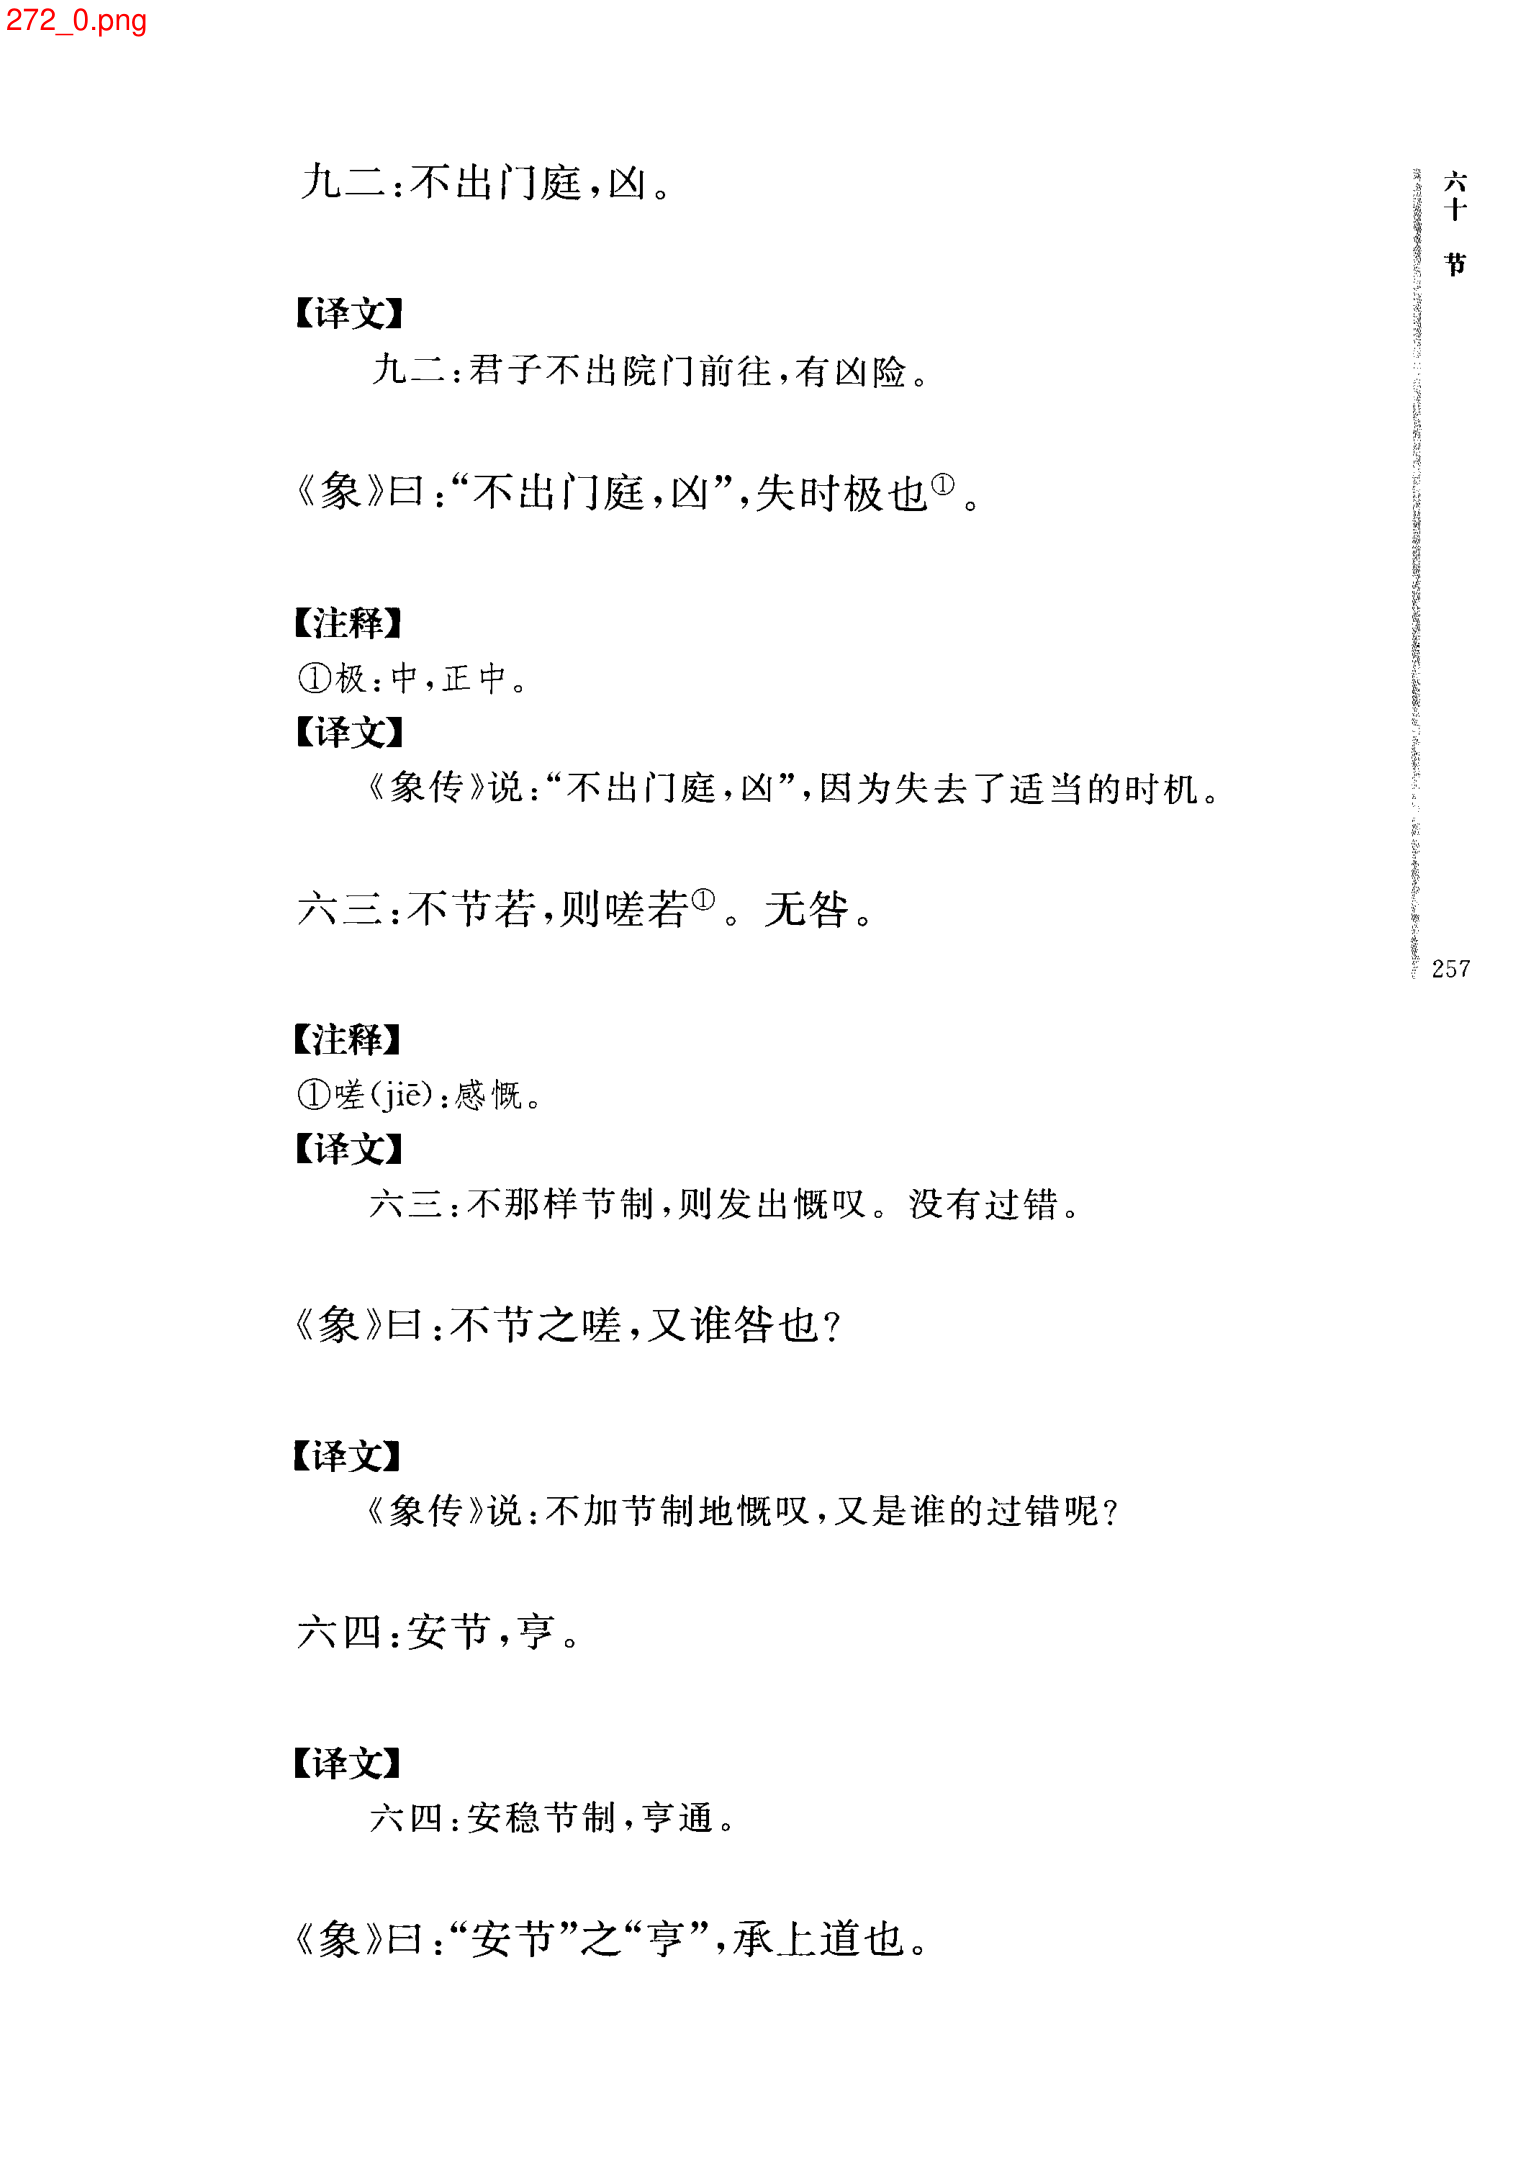 272_0.png
九二：不出门庭，凶。
【译文】
九二：君子不出院门前往，有凶险。
《象》曰：“不出门庭，凶”，失时极也①。
【注释】
①极：中，正中。
【译文】
《象传》说：“不出门庭，凶”，因为失去了适当的时机。
六三：不节若，则嗟若①。无咎。
【注释】
①嗟(jiē)：感慨。
【译文】
六三：不那样节制，则发出慨叹。没有过错。
《象》曰：不节之嗟，又谁咎也？
【译文】
《象传》说：不加节制地慨叹，又是谁的过错呢？
六四：安节，亨。
【译文】
六四：安稳节制，亨通。
《象》曰：“安节”之“亨”，承上道也。
六十 节
257